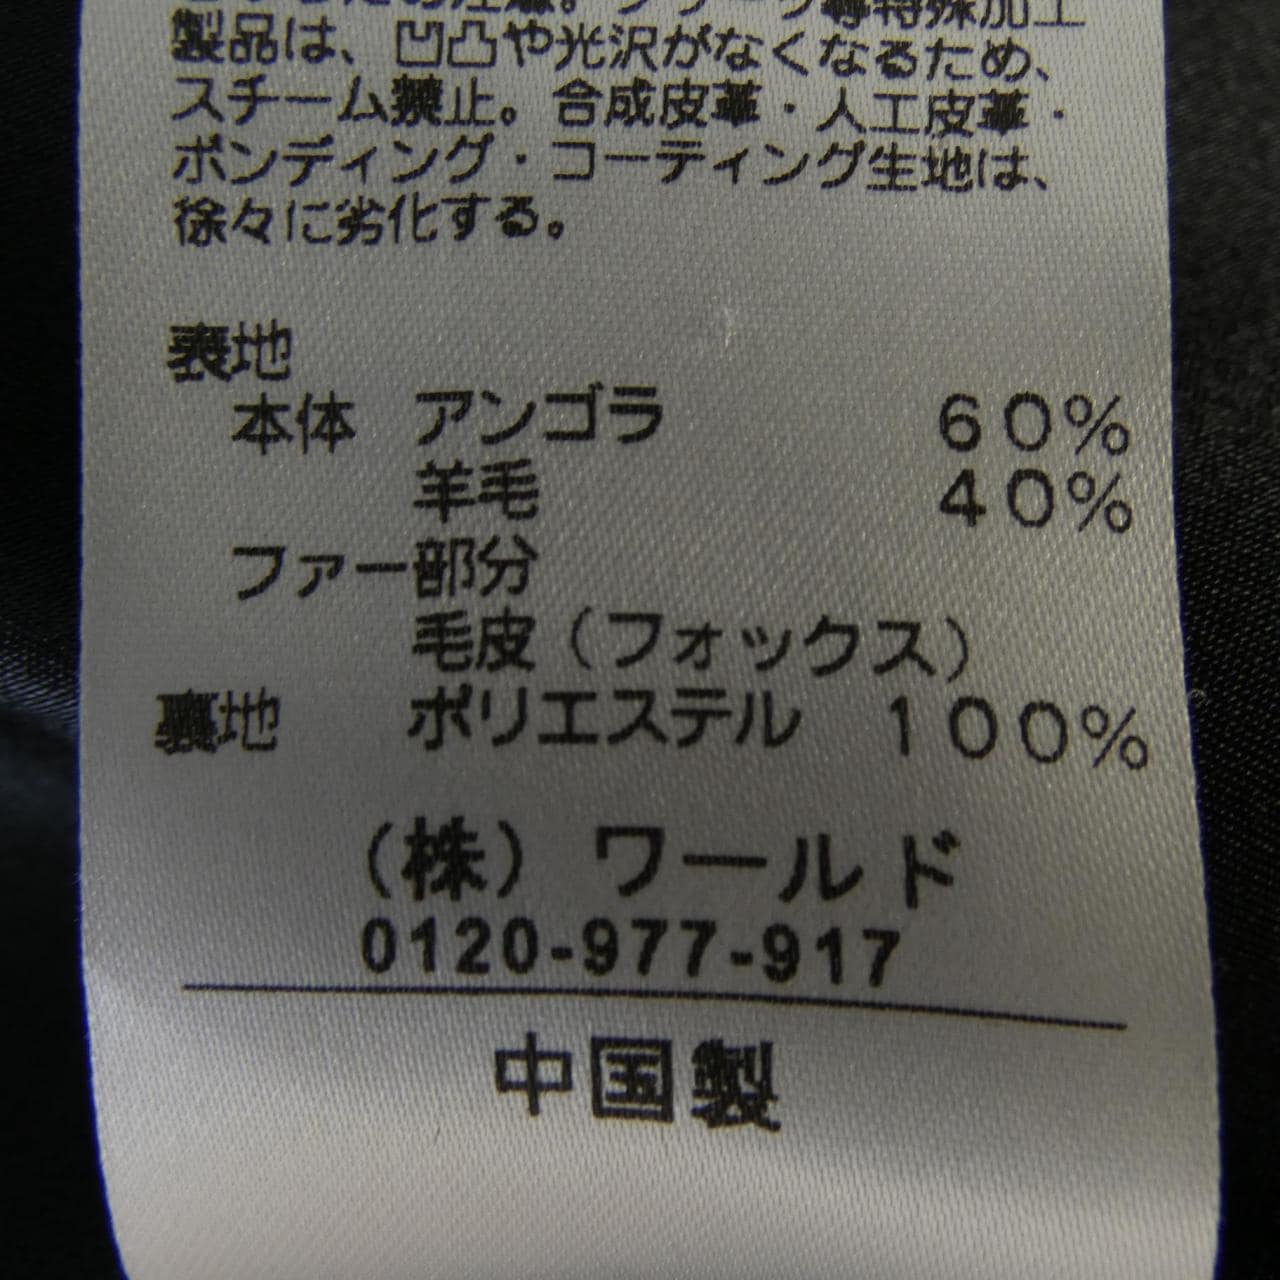 製品は、凹凸や光沢がなくなるため、
スチーム禁止。合成皮革・人工皮革・
ボンディング・コーティング生地は、
徐々に劣化する。
表地
本体 アンゴラ 60%
羊毛 40%
ファー部分
毛皮(フォックス)
裏地 ポリエステル 100%
(株)ワールド
0120-977-917
中国製